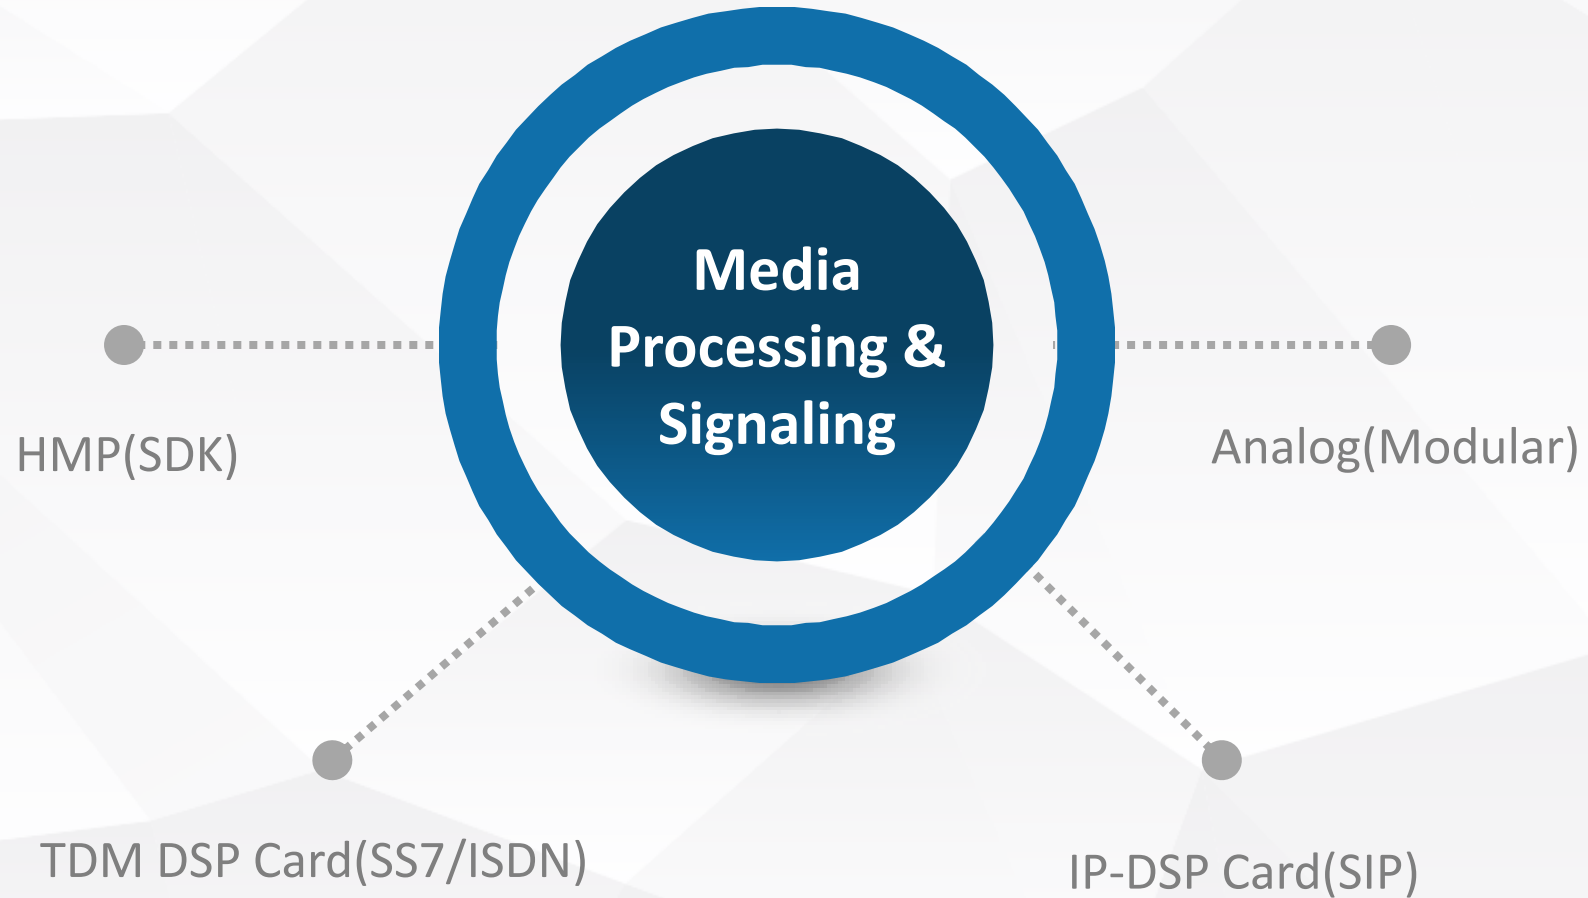 Media
Processing &
Signaling
HMP(SDK)
Analog(Modular)
TDM DSP Card(SS7/ISDN)
IP-DSP Card(SIP)